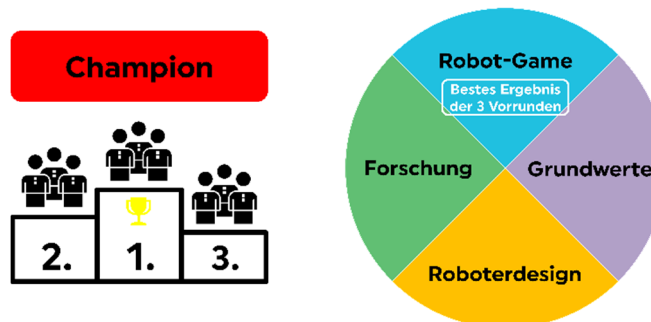 Champion
2.
1.
3.
Robot-Game
Bestes Ergebnis
der 3 Vorrunden
Forschung
Grundwerte
Roboterdesign